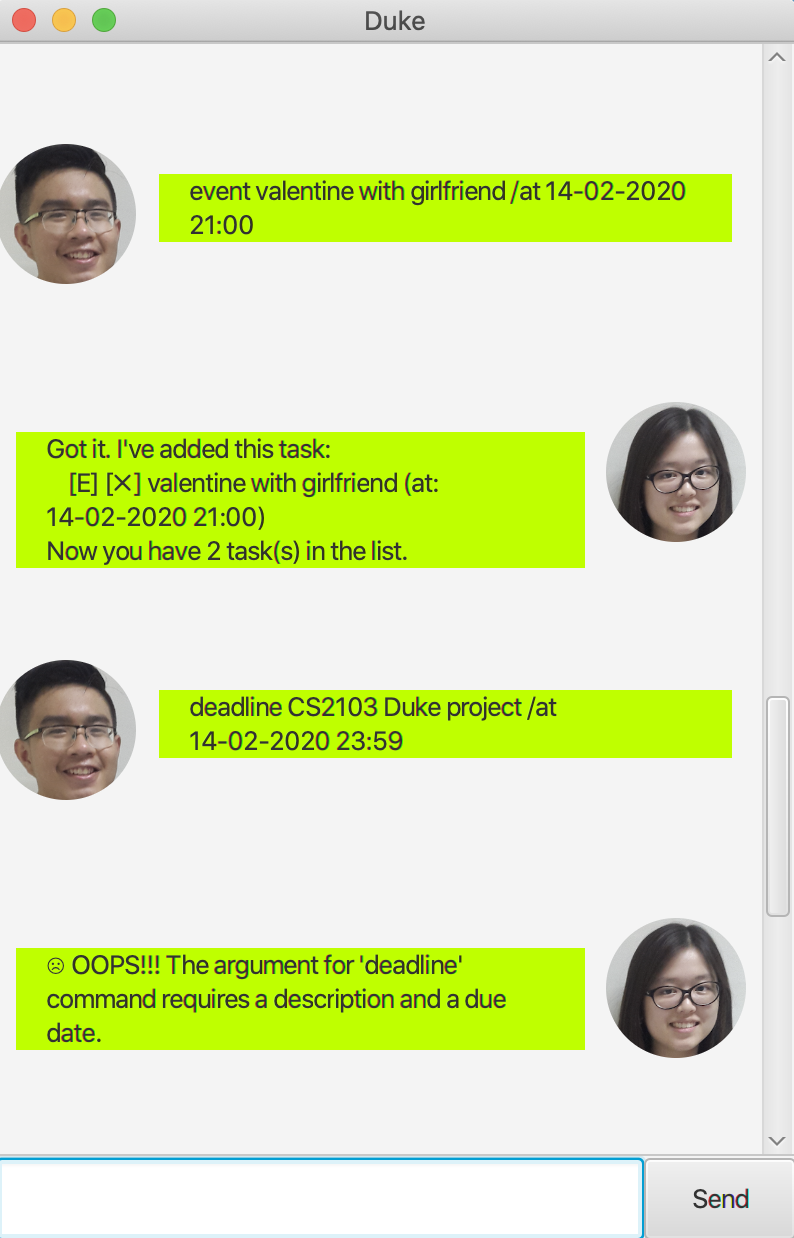 Duke
event valentine with girlfriend /at 14-02-2020
21:00
Got it. I've added this task:
[E] [✕] valentine with girlfriend (at:
14-02-2020 21:00)
Now you have 2 task(s) in the list.
deadline CS2103 Duke project /at
14-02-2020 23:59
☹ OOPS!!! The argument for 'deadline'
command requires a description and a due
date.
Send